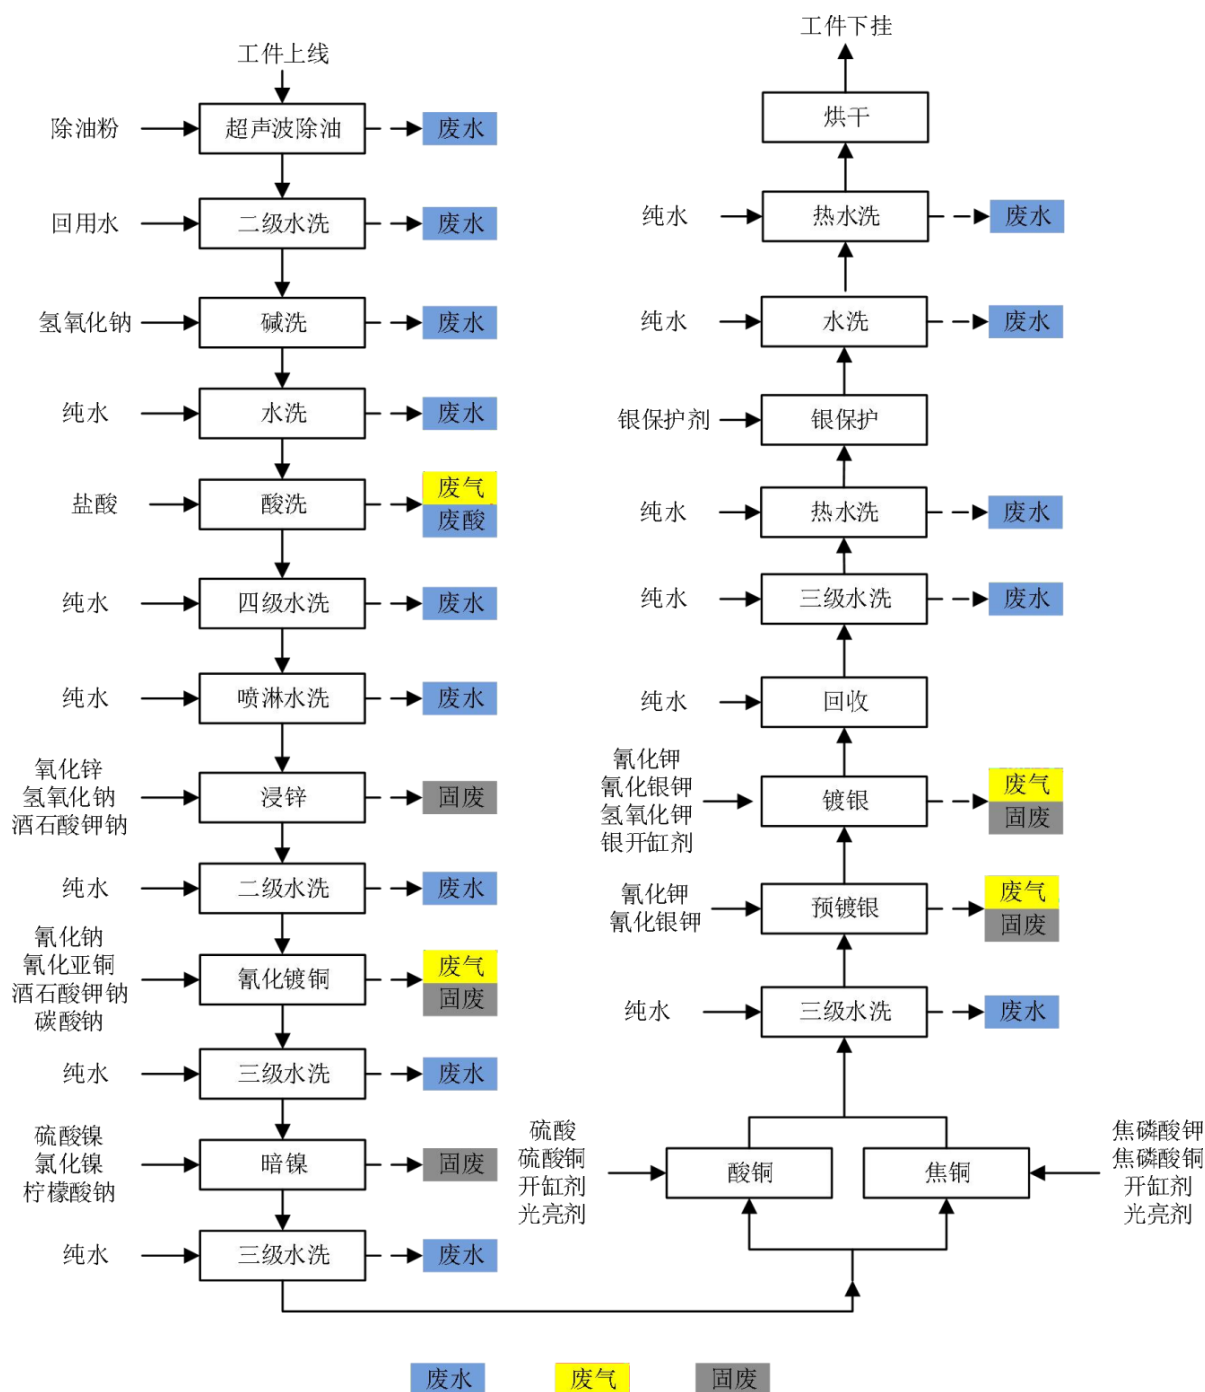 工件上线
除油粉
超声波除油
废水
回用水
二级水洗
废水
氢氧化钠
碱洗
废水
纯水
水洗
废水
盐酸
酸洗
废气
废酸
纯水
四级水洗
废水
纯水
喷淋水洗
废水
氧化锌
氢氧化钠
酒石酸钾钠
浸锌
固废
纯水
二级水洗
废水
氰化钠
氰化亚铜
酒石酸钾钠
碳酸钠
氰化镀铜
废气
固废
纯水
三级水洗
废水
硫酸镍
氯化镍
柠檬酸钠
暗镍
固废
纯水
三级水洗
废水
硫酸
硫酸铜
开缸剂
光亮剂
酸铜
焦铜
焦磷酸钾
焦磷酸铜
开缸剂
光亮剂
纯水
三级水洗
废水
氰化钾
氰化银钾
预镀银
废气
固废
氰化钾
氰化银钾
氢氧化钾
银开缸剂
镀银
废气
固废
纯水
回收
纯水
三级水洗
废水
纯水
热水洗
废水
银保护剂
银保护
纯水
水洗
废水
纯水
热水洗
废水
烘干
工件下挂
废水
废气
固废